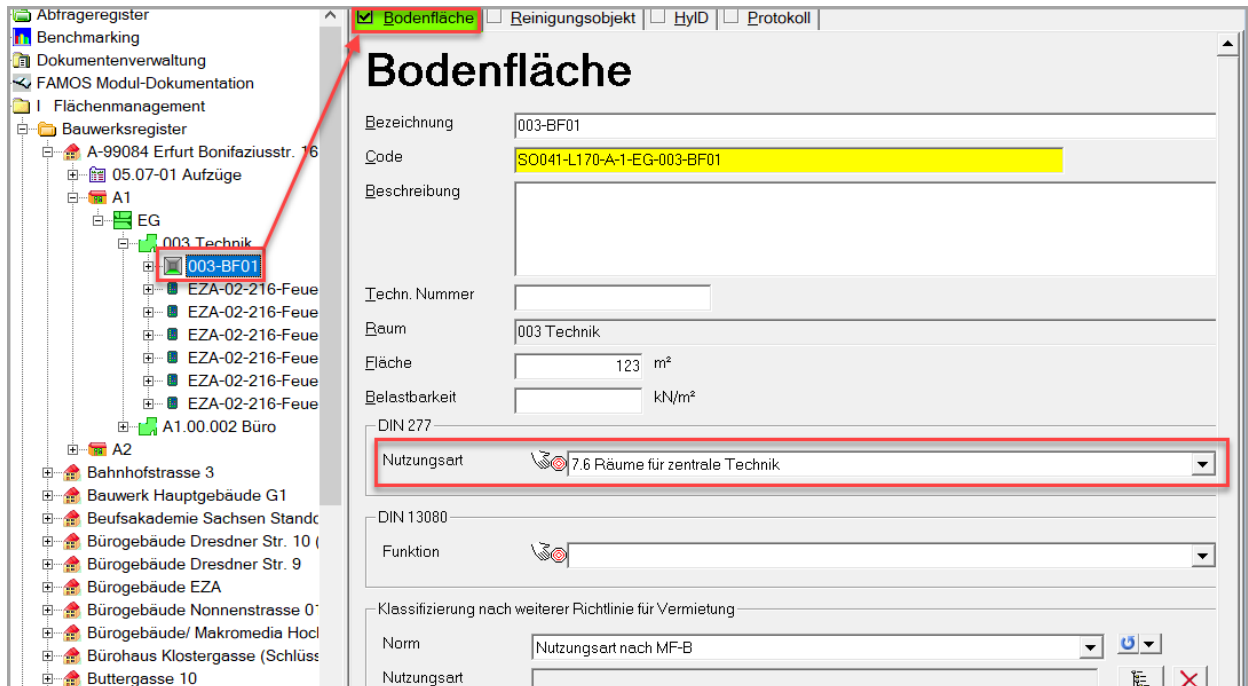 Abfrageregister
Benchmarking
Dokumentenverwaltung
FAMOS Modul-Dokumentation
I Flächenmanagement
Bauwerksregister
A-99084 Erfurt Bonifaziusstr. 16
05.07-01 Aufzüge
A1
EG
003 Technik
003-BF01
EZA-02-216-Feue
EZA-02-216-Feue
EZA-02-216-Feue
EZA-02-216-Feue
EZA-02-216-Feue
EZA-02-216-Feue
A1.00.002 Büro
A2
Bahnhofstrasse 3
Bauwerk Hauptgebäude G1
Beufsakademie Sachsen Stando
Bürogebäude Dresdner Str. 10 (
Bürogebäude Dresdner Str. 9
Bürogebäude EZA
Bürogebäude Nonnenstrasse 01
Bürogebäude/ Makromedia Hocl
Bürohaus Klostergasse (Schlüss
Buttergasse 10
Bodenfläche Reinigungsobjekt HyID Protokoll
Bodenfläche
Bezeichnung 003-BF01
Code SO041-L170-A-1-EG-003-BF01
Beschreibung
Techn. Nummer
Raum 003 Technik
Fläche 123 m²
Belastbarkeit kN/m²
DIN 277
Nutzungsart 7.6 Räume für zentrale Technik
DIN 13080
Funktion
Klassifizierung nach weiterer Richtlinie für Vermietung
Norm Nutzungsart nach MF-B
Nutzungsart